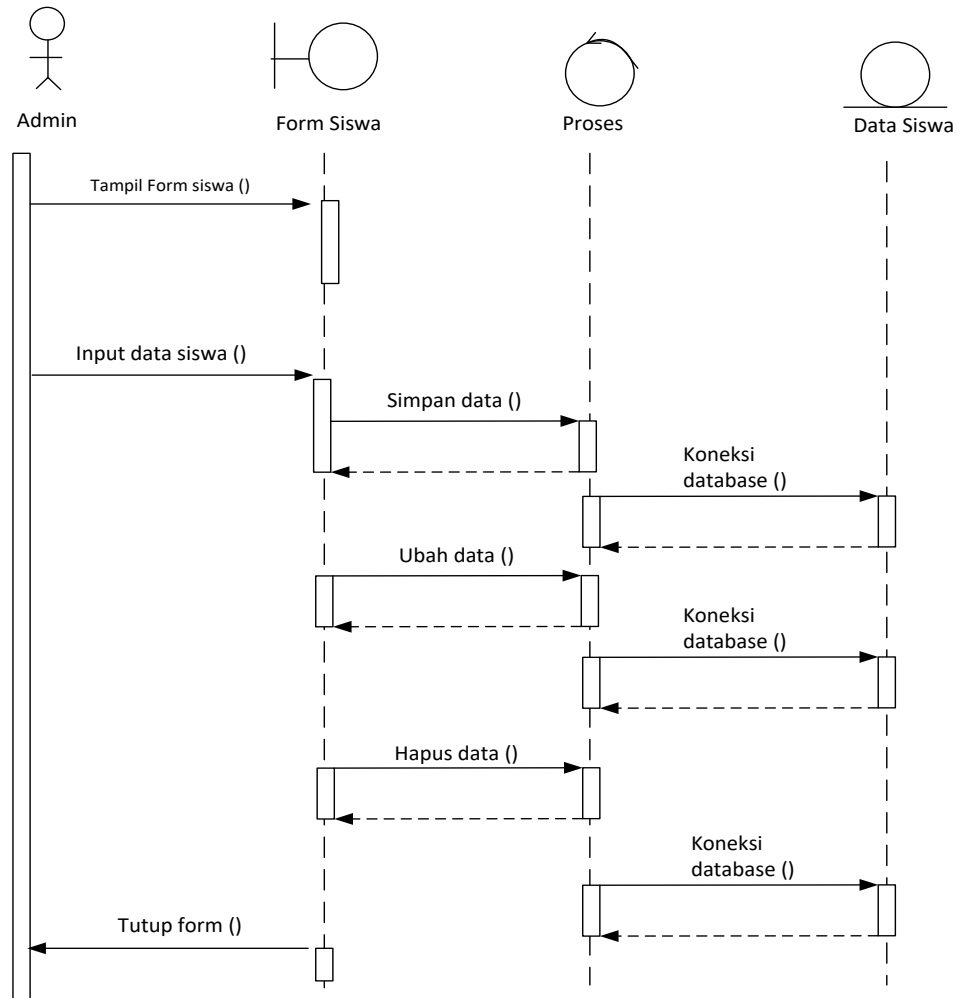 Admin
Form Siswa
Proses
Data Siswa
Tampil Form siswa ()
Input data siswa ()
Simpan data ()
Koneksi
database ()
Ubah data ()
Koneksi
database ()
Hapus data ()
Koneksi
database ()
Tutup form ()